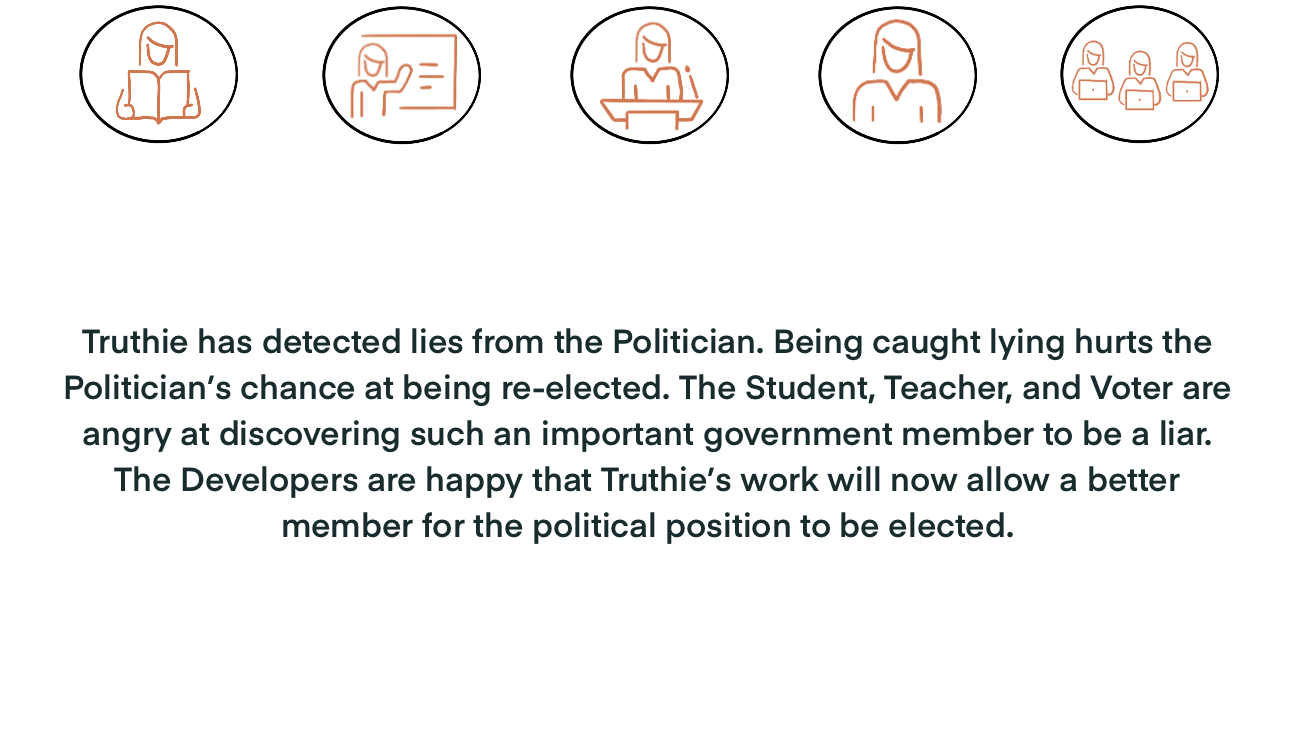 Truthie has detected lies from the Politician. Being caught lying hurts the
Politician’s chance at being re-elected. The Student, Teacher, and Voter are
angry at discovering such an important government member to be a liar.
The Developers are happy that Truthie’s work will now allow a better
member for the political position to be elected.